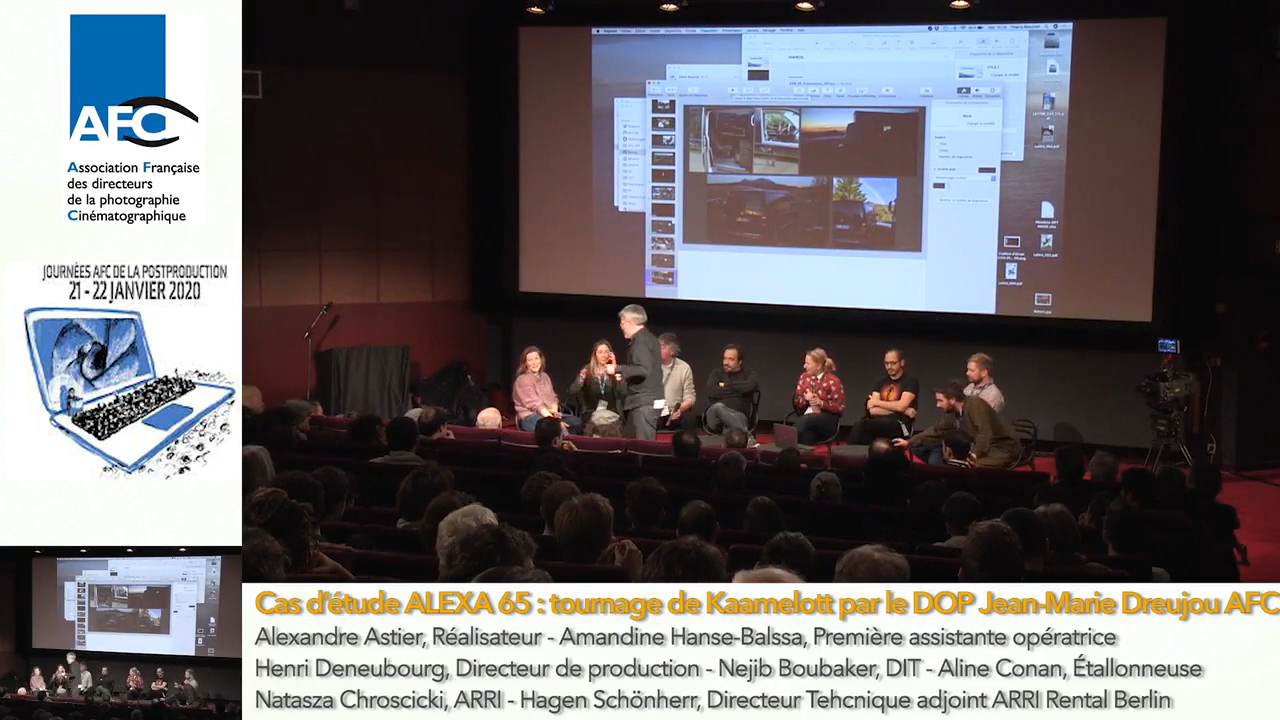 AFC
Association Française
des directeurs
de la photographie
Cinématographique
JOURNÉES AFC DE LA POSTPRODUCTION
21 - 22 JANVIER 2020
Cas d'étude ALEXA 65 : tournage de Kaamelott par le DOP Jean-Marie Dreujou AFC
Alexandre Astier, Réalisateur - Amandine Hanse-Balssa, Première assistante opératrice
Henri Deneubourg, Directeur de production - Nejib Boubaker, DIT - Aline Conan, Étallonneuse
Natasza Chroscicki, ARRI - Hagen Schönherr, Directeur Tehcnique adjoint ARRI Rental Berlin